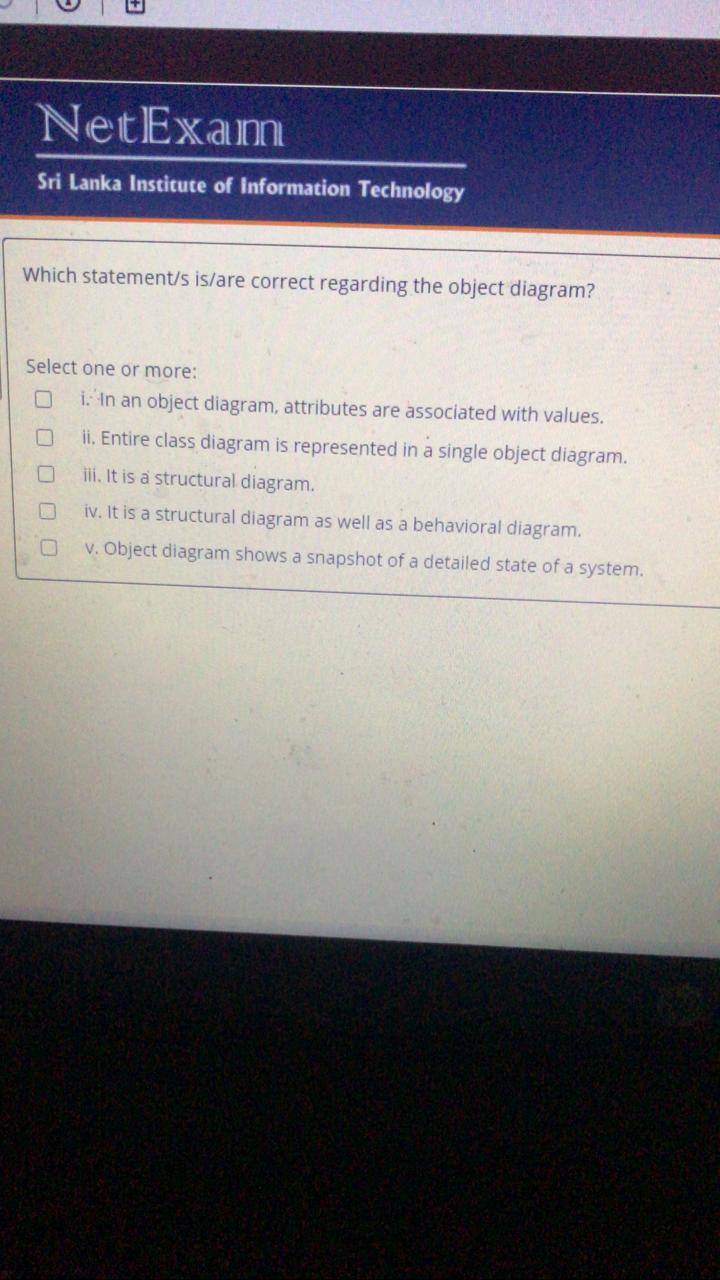 NetExam
Sri Lanka Institute of Information Technology
Which statement/s is/are correct regarding the object diagram?
Select one or more:
i. In an object diagram, attributes are associated with values.
ii. Entire class diagram is represented in a single object diagram.
iii. It is a structural diagram.
iv. It is a structural diagram as well as a behavioral diagram.
v. Object diagram shows a snapshot of a detailed state of a system.